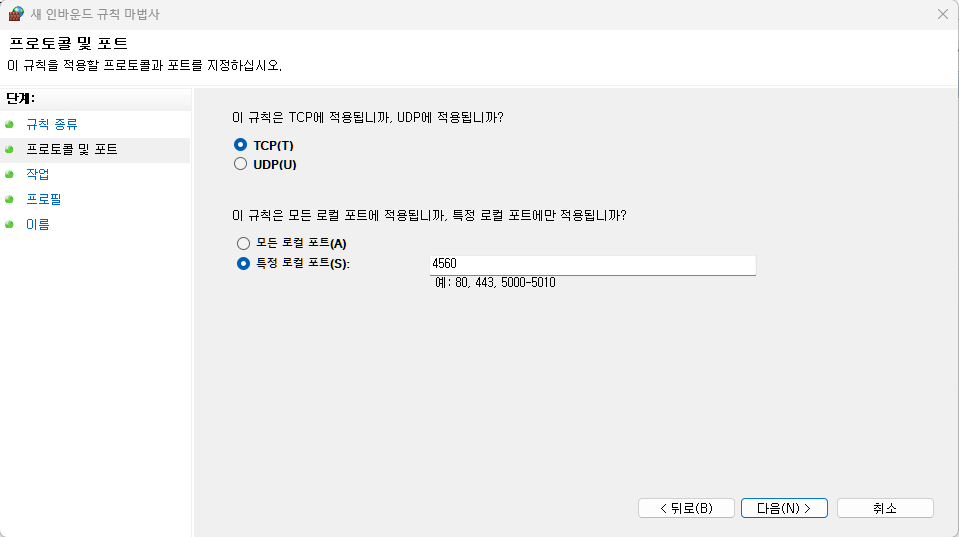 새 인바운드 규칙 마법사
프로토콜 및 포트
이 규칙을 적용할 프로토콜과 포트를 지정하십시오.
단계:
규칙 종류
프로토콜 및 포트
작업
프로필
이름
이 규칙은 TCP에 적용됩니까, UDP에 적용됩니까?
TCP(T)
UDP(U)
이 규칙은 모든 로컬 포트에 적용됩니까, 특정 로컬 포트에만 적용됩니까?
모든 로컬 포트(A)
특정 로컬 포트(S):
4560
예: 80, 443, 5000-5010
< 뒤로(B)
다음(N) >
취소